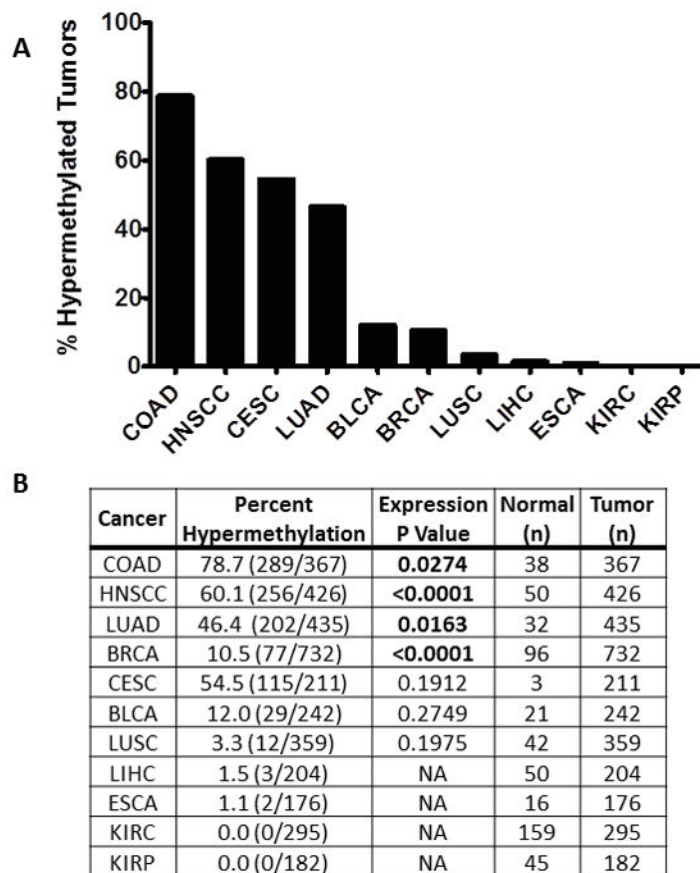 A
% Hypermethylated Tumors
100
80
60
40
20
0
COAD HNSCC CESC LUAD BLCA BRCA LUSC LIHC ESCA KIRC KIRP
B
Cancer Percent Hypermethylation Expression P Value Normal (n) Tumor (n)
COAD 78.7 (289/367) 0.0274 38 367
HNSCC 60.1 (256/426) <0.0001 50 426
LUAD 46.4 (202/435) 0.0163 32 435
BRCA 10.5 (77/732) <0.0001 96 732
CESC 54.5 (115/211) 0.1912 3 211
BLCA 12.0 (29/242) 0.2749 21 242
LUSC 3.3 (12/359) 0.1975 42 359
LIHC 1.5 (3/204) NA 50 204
ESCA 1.1 (2/176) NA 16 176
KIRC 0.0 (0/295) NA 159 295
KIRP 0.0 (0/182) NA 45 182